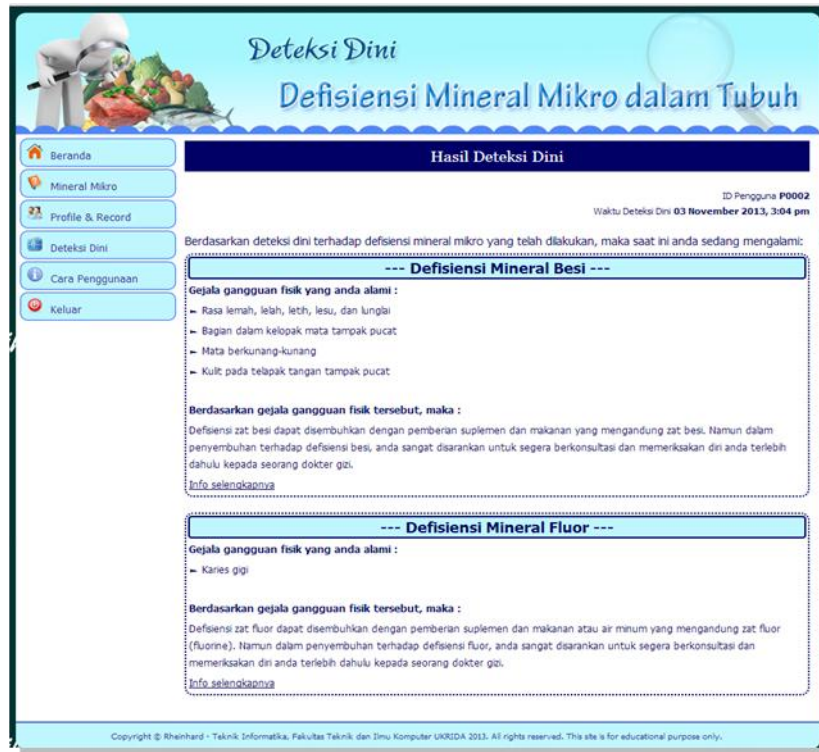 Deteksi Dini
Defisiensi Mineral Mikro dalam Tubuh
Beranda
Mineral Mikro
Profile & Record
Deteksi Dini
Cara Penggunaan
Keluar
Hasil Deteksi Dini
ID Pengguna P0002
Waktu Deteksi Dini 03 November 2013, 3:04 pm
Berdasarkan deteksi dini terhadap defisiensi mineral mikro yang telah dilakukan, maka saat ini anda sedang mengalami:
--- Defisiensi Mineral Besi ---
Gejala gangguan fisik yang anda alami :
Rasa lemah, lelah, letih, lesu, dan lunglai
Bagian dalam kelopak mata tampak pucat
Mata berkunang-kunang
Kulit pada telapak tangan tampak pucat
Berdasarkan gejala gangguan fisik tersebut, maka :
Defisiensi zat besi dapat disembuhkan dengan pemberian suplemen dan makanan yang mengandung zat besi. Namun dalam
penyembuhan terhadap defisiensi besi, anda sangat disarankan untuk segera berkonsultasi dan memeriksakan diri anda terlebih
dahulu kepada seorang dokter gizi.
Info selengkapnya
--- Defisiensi Mineral Fluor ---
Gejala gangguan fisik yang anda alami :
Karies gigi
Berdasarkan gejala gangguan fisik tersebut, maka :
Defisiensi zat fluor dapat disembuhkan dengan pemberian suplemen dan makanan atau air minum yang mengandung zat fluor
(fluorine). Namun dalam penyembuhan terhadap defisiensi fluor, anda sangat disarankan untuk segera berkonsultasi dan
memeriksakan diri anda terlebih dahulu kepada seorang dokter gizi.
Info selengkapnya
Copyright © Rheinhard - Teknik Informatika, Fakultas Teknik dan Ilmu Komputer UKRIDA 2013. All rights reserved. This site is for educational purpose only.